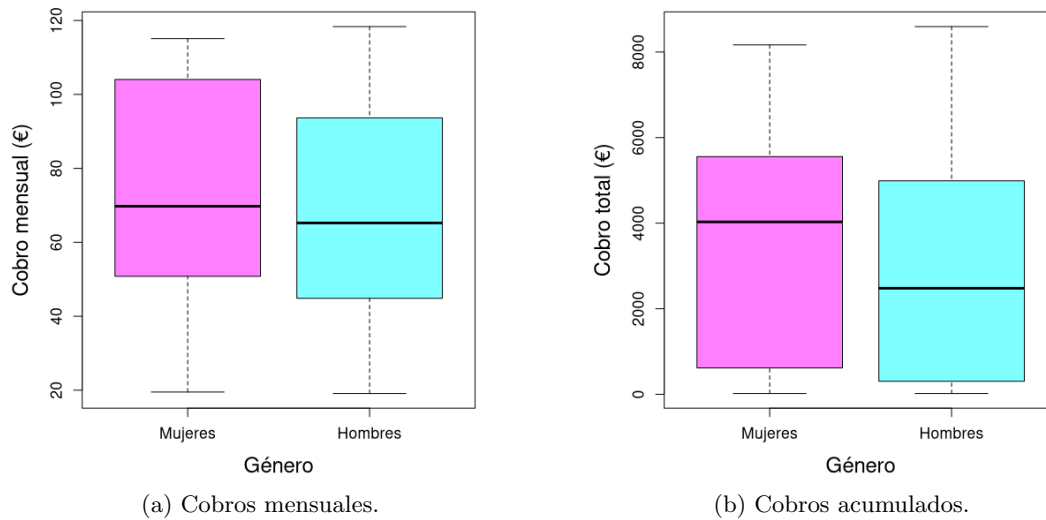 120
100
80
60
40
20
Cobro mensual (€)
Mujeres
Hombres
Género
(a) Cobros mensuales.
8000
6000
4000
2000
0
Cobro total (€)
Mujeres
Hombres
Género
(b) Cobros acumulados.